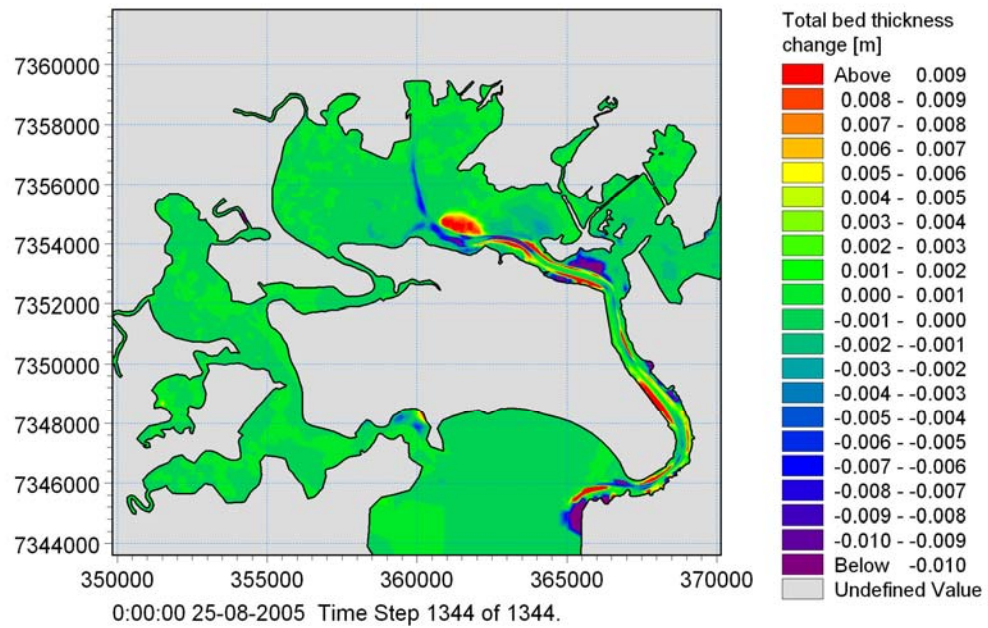 Total bed thickness
change [m]
Above 0.009
0.008 - 0.009
0.007 - 0.008
0.006 - 0.007
0.005 - 0.006
0.004 - 0.005
0.003 - 0.004
0.002 - 0.003
0.001 - 0.002
0.000 - 0.001
-0.001 - 0.000
-0.002 - -0.001
-0.003 - -0.002
-0.004 - -0.003
-0.005 - -0.004
-0.006 - -0.005
-0.007 - -0.006
-0.008 - -0.007
-0.009 - -0.008
-0.010 - -0.009
Below -0.010
Undefined Value
7360000
7358000
7356000
7354000
7352000
7350000
7348000
7346000
7344000
350000 355000 360000 365000 370000
0:00:00 25-08-2005 Time Step 1344 of 1344.